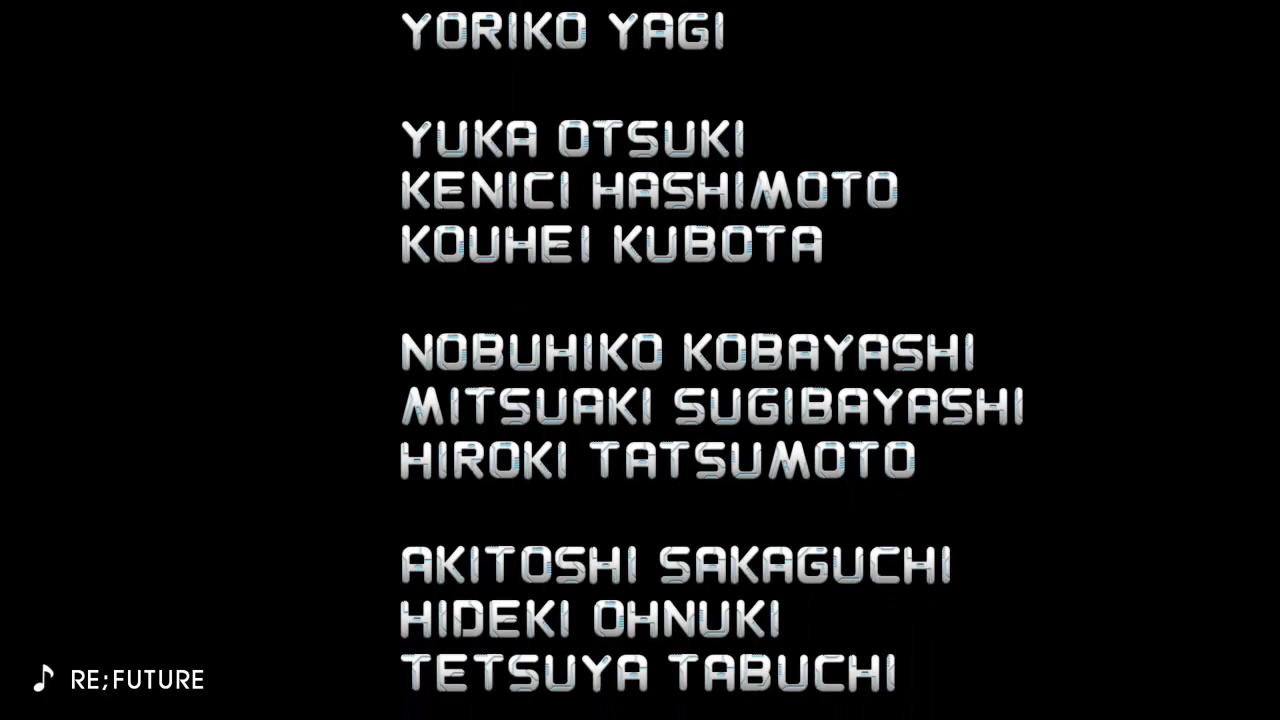 YORIKO YAGI
YUKA OTSUKI
KENICI HASHIMOTO
KOUHEI KUBOTA
NOBUHIKO KOBAYASHI
MITSUAKI SUGIBAYASHI
HIROKI TATSUMOTO
AKITOSHI SAKAGUCHI
HIDEKI OHNUKI
TETSUYA TABUCHI
♪ RE;FUTURE